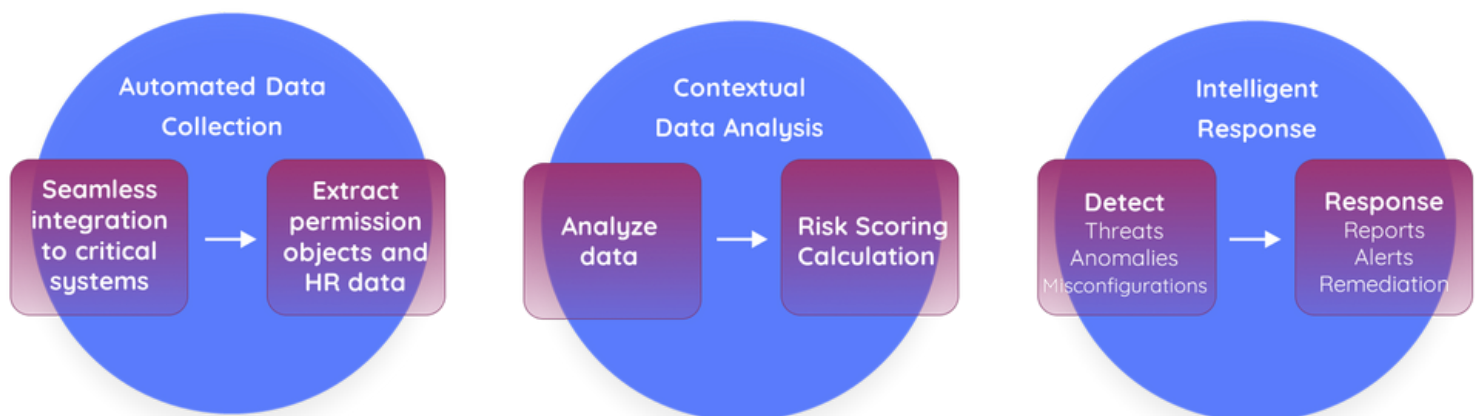 Automated Data
Collection
Seamless
integration
to critical
systems
Extract
permission
objects and
HR data
Contextual
Data Analysis
Analyze
data
Risk Scoring
Calculation
Intelligent
Response
Detect
Threats
Anomalies
Misconfigurations
Response
Reports
Alerts
Remediation